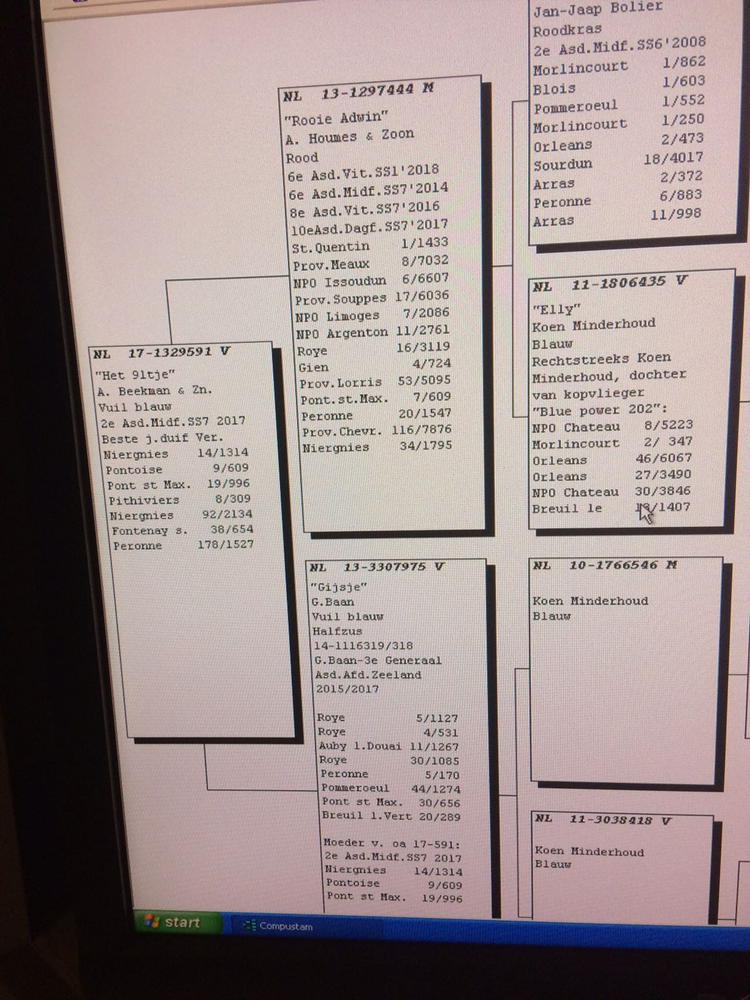 NL 17-1329591 V
"Het 91tje"
A. Beekman & Zn.
Vuil blauw
2e Asd.Midf.SS7 2017
Beste j.duif Ver.
Niergnies 14/1314
Pontoise 9/609
Pont st Max. 19/996
Pithiviers 8/309
Niergnies 92/2134
Fontenay s. 38/654
Peronne 178/1527
NL 13-1297444 M
"Rooie Adwin"
A. Houmes & Zoon
Rood
6e Asd.Vit.SS1'2018
6e Asd.Midf.SS7'2014
8e Asd.Vit.SS7'2016
10eAsd.Dagf.SS7'2017
St.Quentin 1/1433
Prov.Meaux 8/7032
NPO Issoudun 6/6607
Prov.Souppes 17/6036
NPO Limoges 7/2086
NPO Argenton 11/2761
Roye 16/3119
Gien 4/724
Prov.Lorris 53/5095
Pont.st.Max. 7/609
Peronne 20/1547
Prov.Chevr. 116/7876
Niergnies 34/1795
NL 13-3307975 V
"Gijsje"
G.Baan
Vuil blauw
Halfzus
14-1116319/318
G.Baan-3e Generaal
Asd.Afd.Zeeland
2015/2017
Roye 5/1127
Roye 4/531
Auby l.Douai 11/1267
Roye 30/1085
Peronne 5/170
Pommeroeul 44/1274
Pont st Max. 30/656
Breuil l.Vert 20/289
Moeder v. oa 17-591:
2e Asd.Midf.SS7 2017
Niergnies 14/1314
Pontoise 9/609
Pont st Max. 19/996
Jan-Jaap Bolier
Roodkras
2e Asd.Midf.SS6'2008
Morlincourt 1/862
Blois 1/603
Pommeroeul 1/552
Morlincourt 1/250
Orleans 2/473
Sourdun 18/4017
Arras 2/372
Peronne 6/883
Arras 11/998
NL 11-1806435 V
"Elly"
Koen Minderhoud
Blauw
Rechtstreeks Koen
Minderhoud, dochter
van kopvlieger
"Blue power 202":
NPO Chateau 8/5223
Morlincourt 2/ 347
Orleans 46/6067
Orleans 27/3490
NPO Chateau 30/3846
Breuil le
NL 10-1766546 M
Koen Minderhoud
Blauw
NL 11-3038418 V
Koen Minderhoud
Blauw
start
Compustam